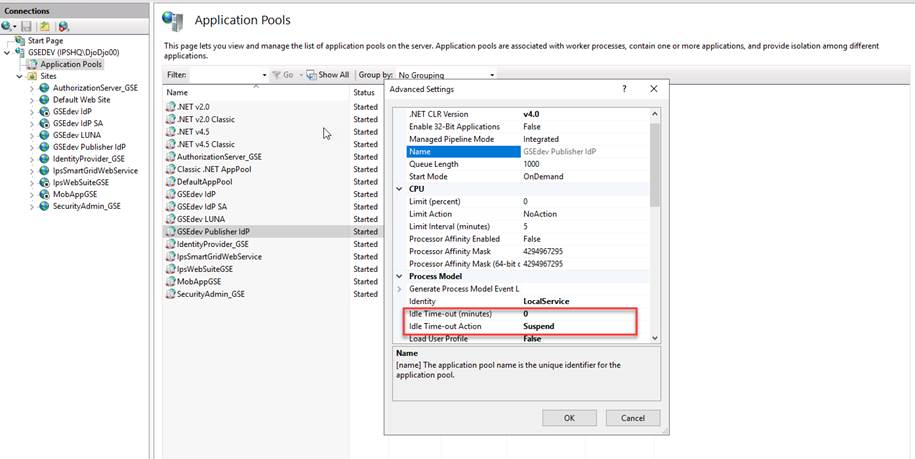 Connections
Start Page
GSEDEV (IPSHQ\DjoDjo00)
Application Pools
Sites
AuthorizationServer_GSE
Default Web Site
GSEdev IdP
GSEdev IdP SA
GSEdev LUNA
GSEdev Publisher IdP
IdentityProvider_GSE
IpsSmartGridWebService
IpsWebSuiteGSE
MobAppGSE
SecurityAdmin_GSE
Application Pools
This page lets you view and manage the list of application pools on the server. Application pools are associated with worker processes, contain one or more applications, and provide isolation among different
applications.
Filter: Go Show All Group by: No Grouping
Name Status
.NET v2.0 Started
.NET v2.0 Classic Started
.NET v4.5 Started
.NET v4.5 Classic Started
AuthorizationServer_GSE Started
Classic .NET AppPool Started
DefaultAppPool Started
GSEdev IdP Started
GSEdev IdP SA Started
GSEdev LUNA Started
GSEdev Publisher IdP Started
IdentityProvider_GSE Started
IpsSmartGridWebService Started
IpsWebSuiteGSE Started
MobAppGSE Started
SecurityAdmin_GSE Started
Advanced Settings ?
.NET CLR Version v4.0
Enable 32-Bit Applications False
Managed Pipeline Mode Integrated
Name GSEdev Publisher IdP
Queue Length 1000
Start Mode OnDemand
CPU
Limit (percent) 0
Limit Action NoAction
Limit Interval (minutes) 5
Processor Affinity Enabled False
Processor Affinity Mask 4294967295
Processor Affinity Mask (64-bit o 4294967295
Process Model
Generate Process Model Event L
Identity LocalService
Idle Time-out (minutes) 0
Idle Time-out Action Suspend
Load User Profile False
Name
[name] The application pool name is the unique identifier for the
application pool.
OK Cancel